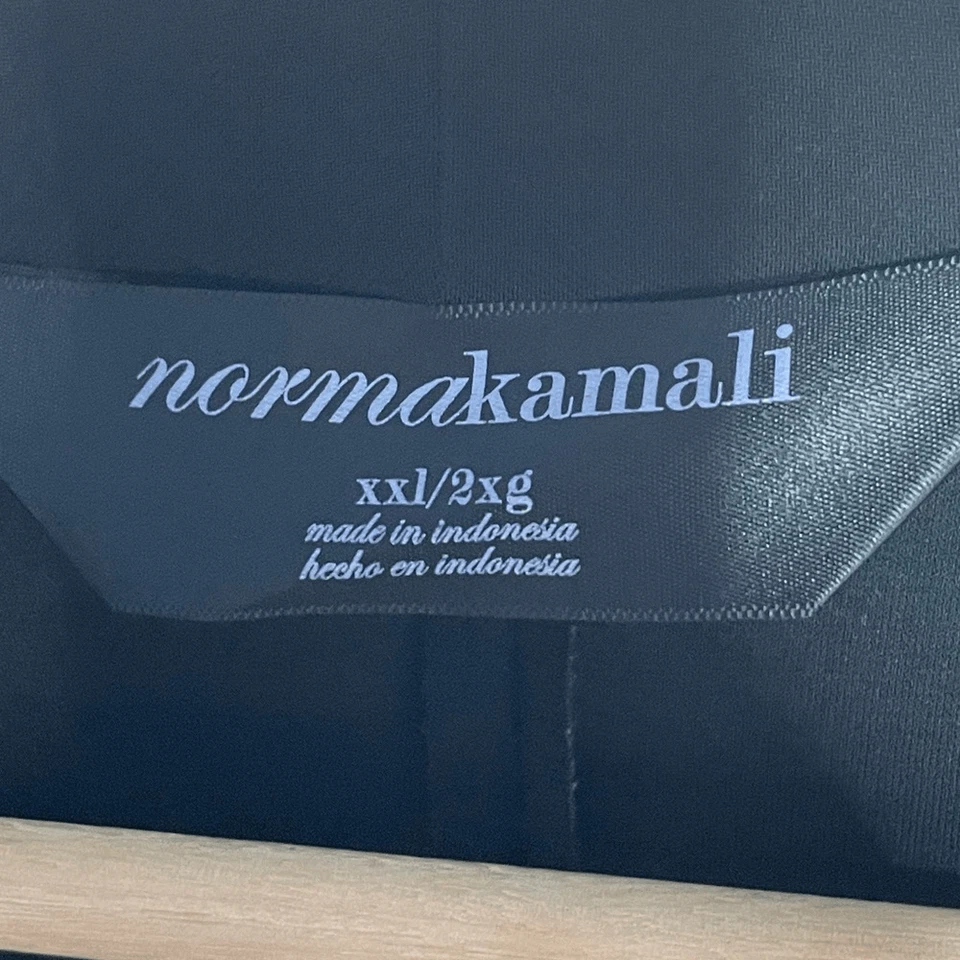 normakamali
xxl/2xg
made in indonesia
hecho en indonesia